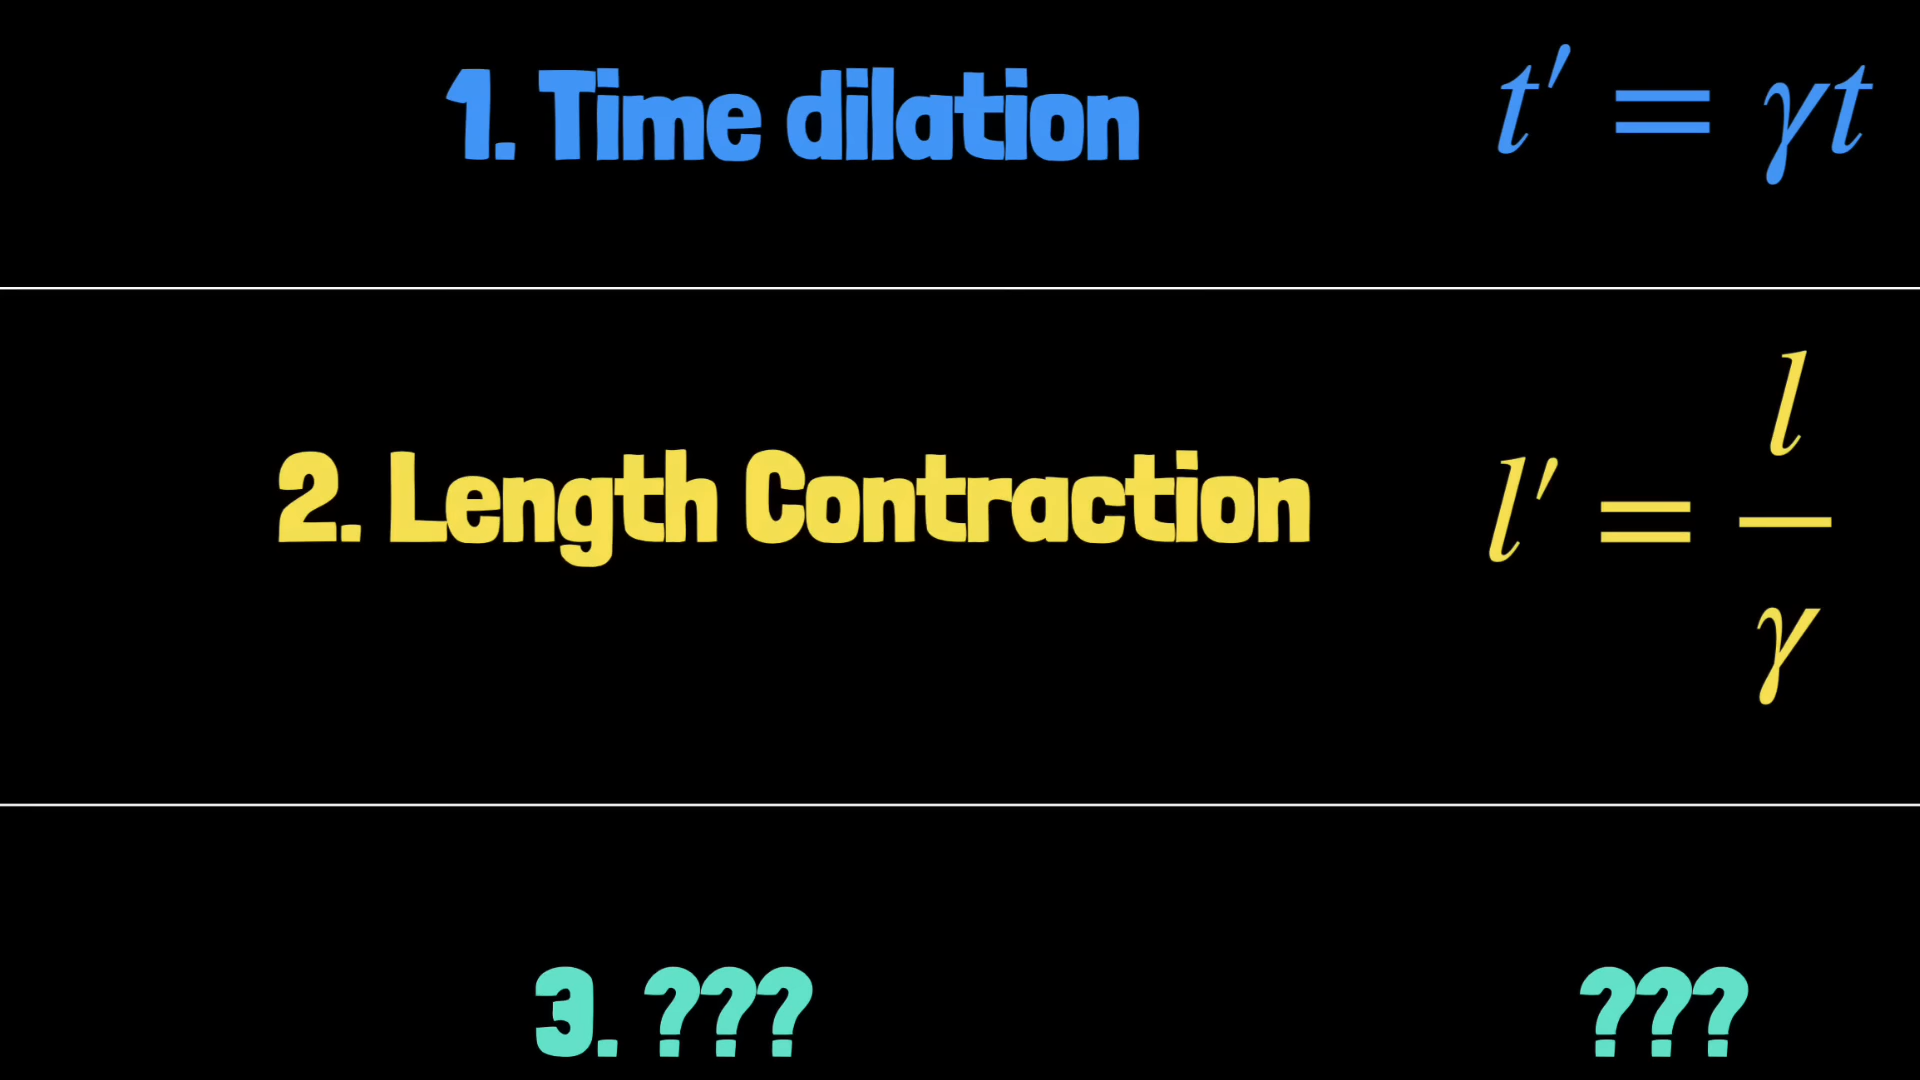 1. Time dilation
t′ = γt
2. Length Contraction
l′ = l/γ
3. ???
???